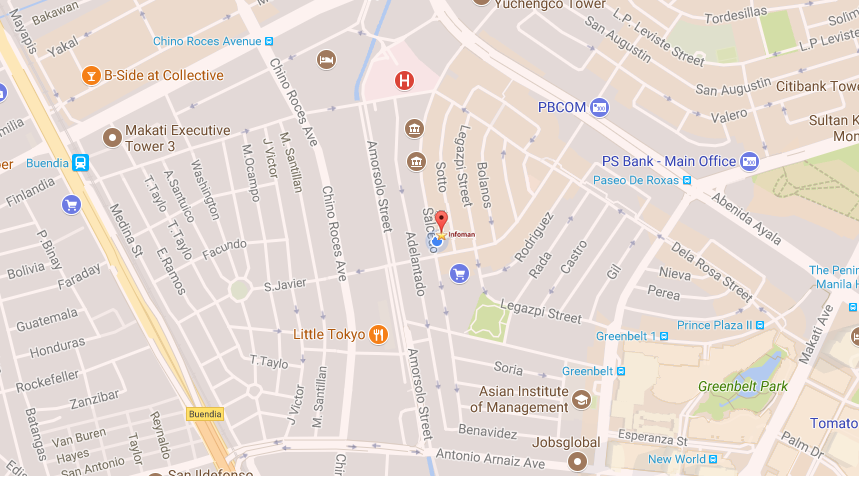 Mayapis
Bakawan
Yakal
Chino Roces Avenue
B-Side at Collective
Chino Roces Ave
H
Yuchengco Tower
San Agustin
L.P. Leviste Street
Tordesillas
L.P Leviste
San Agustin
Valero
Citibank Towe
PBCOM
Sultan K
Mon
Makati Executive
Tower 3
milia
er
Buendia
Finlandia
Medina St
T.Taylo
A.Santuico
T.Taylo
E.Ramos
Washington
M.Ocampo
J Victor
M. Santillan
Amorsolo Street
Sotto
Legazpi Street
Bolanos
PS Bank - Main Office
Paseo De Roxas
Abenida Ayala
Chino Roces Ave
Adelantado
Infoman
Rodriguez
Rada
Castro
Gil
Dela Rosa Street
Nieva
Perea
The Penin
Manila H
P.Binay
Bolivia
Faraday
Facundo
S.Javier
Guatemala
Honduras
Rockefeller
Zanzibar
Little Tokyo
Legazpi Street
Greenbelt 1
Prince Plaza II
Makati Ave
T.Taylo
J Victor
M. Santillan
Amorsolo Street
Soria
Greenbelt
Greenbelt Park
Asian Institute
of Management
Batangas
Van Buren
Hayes
San Antonio
Taylor
Reynaldo
Buendia
Benavidez
Jobsglobal
Esperanza St
Tomato
Palm Dr
New World
San Ildefonso
Antonio Arnaiz Ave